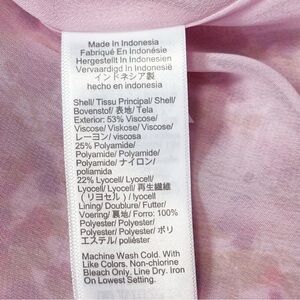 Made In Indonesia
Fabriqué En Indonésie
Hergestellt In Indonesien
Vervaardigd In Indonesië
インドネシア製
hecho en indonesia
Shell/ Tissu Principal/ Shell/
Bovenstof/ 表地/ Tela
Exterior: 53% Viscose/
Viscose/ Viskose/ Viscose/
レーヨン/ viscosa
25% Polyamide/
Polyamide/ Polyamid/
Polyamide/ ナイロン/
poliamida
22% Lyocell/ Lyocell/
Lyocell/ Lyocell/ 再生繊維
(リヨセル) / lyocell
Lining/ Doublure/ Futter/
Voering/ 裏地/ Forro: 100%
Polyester/ Polyester/
Polyester/ Polyester/ ポリ
エステル/ poliéster
Machine Wash Cold. With
Like Colors. Non-chlorine
Bleach Only. Line Dry. Iron
On Lowest Setting.